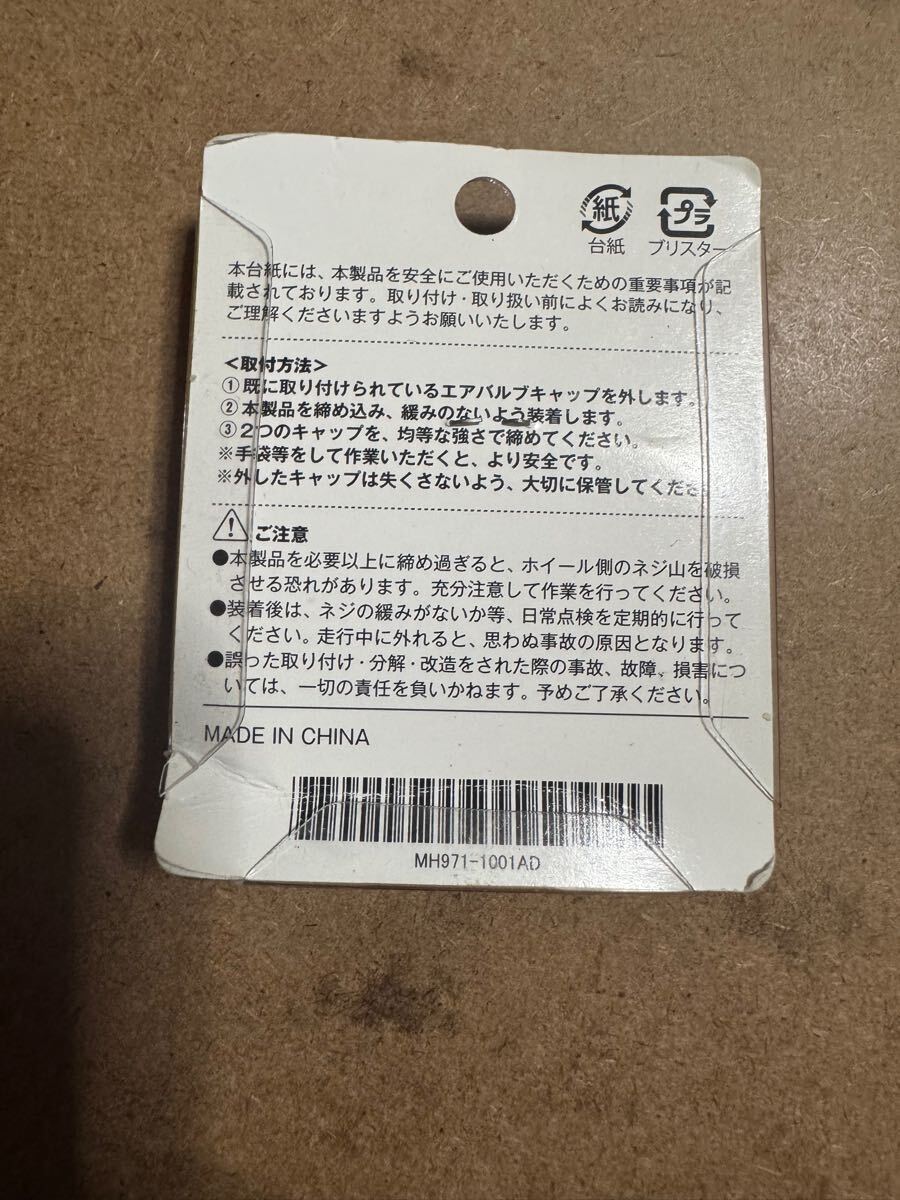 紙 プラ
台紙 ブリスター
本台紙には、本製品を安全にご使用いただくための重要事項が記
載されております。取り付け・取り扱い前によくお読みになり、
ご理解くださいますようお願いいたします。
<取付方法>
①既に取り付けられているエアバルブキャップを外します。
②本製品を締め込み、緩みのないよう装着します。
③2つのキャップを、均等な強さで締めてください。
※手袋等をして作業いただくと、より安全です。
※外したキャップは失くさないよう、大切に保管してくださ
ご注意
●本製品を必要以上に締め過ぎると、ホイール側のネジ山を破損
させる恐れがあります。充分注意して作業を行ってください。
●装着後は、ネジの緩みがないか等、日常点検を定期的に行って
ください。走行中に外れると、思わぬ事故の原因となります。
●誤った取り付け・分解・改造をされた際の事故、故障、損害につ
いては、一切の責任を負いかねます。予めご了承ください。
MADE IN CHINA
MH971-1001AD